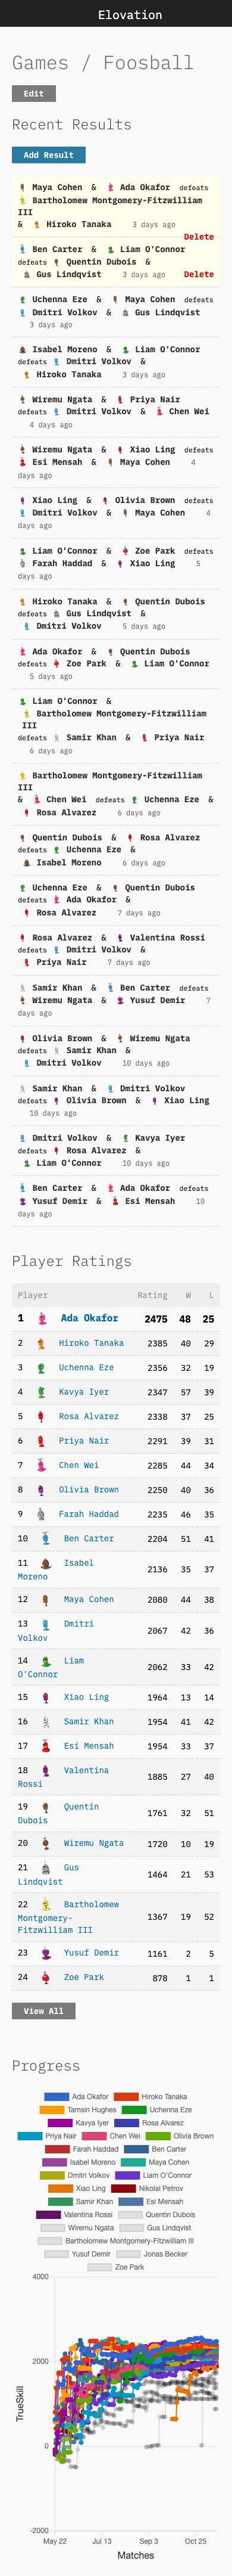 Elovation
Games / Foosball
Edit
Recent Results
Add Result
Maya Cohen & Ada Okafor defeats
Bartholomew Montgomery-Fitzwilliam
III
& Hiroko Tanaka 3 days ago
Delete
Ben Carter & Liam O'Connor
defeats Quentin Dubois &
Gus Lindqvist 3 days ago Delete
Uchenna Eze & Maya Cohen defeats
Dmitri Volkov & Gus Lindqvist
3 days ago
Isabel Moreno & Liam O'Connor
defeats Dmitri Volkov &
Hiroko Tanaka 3 days ago
Wiremu Ngata & Priya Nair
defeats Dmitri Volkov & Chen Wei
4 days ago
Wiremu Ngata & Xiao Ling defeats
Esi Mensah & Maya Cohen 4
days ago
Xiao Ling & Olivia Brown defeats
Dmitri Volkov & Maya Cohen 4
days ago
Liam O'Connor & Zoe Park defeats
Farah Haddad & Xiao Ling 5
days ago
Hiroko Tanaka & Quentin Dubois
defeats Gus Lindqvist &
Dmitri Volkov 5 days ago
Ada Okafor & Quentin Dubois
defeats Zoe Park & Liam O'Connor
5 days ago
Liam O'Connor &
Bartholomew Montgomery-Fitzwilliam
III
defeats Samir Khan & Priya Nair
6 days ago
Bartholomew Montgomery-Fitzwilliam
III
& Chen Wei defeats Uchenna Eze &
Rosa Alvarez 6 days ago
Quentin Dubois & Rosa Alvarez
defeats Uchenna Eze &
Isabel Moreno 6 days ago
Uchenna Eze & Quentin Dubois
defeats Ada Okafor &
Rosa Alvarez 7 days ago
Rosa Alvarez & Valentina Rossi
defeats Dmitri Volkov &
Priya Nair 7 days ago
Samir Khan & Ben Carter defeats
Wiremu Ngata & Yusuf Demir 7
days ago
Olivia Brown & Wiremu Ngata
defeats Samir Khan &
Dmitri Volkov 10 days ago
Samir Khan & Dmitri Volkov
defeats Olivia Brown & Xiao Ling
10 days ago
Dmitri Volkov & Kavya Iyer
defeats Rosa Alvarez &
Liam O'Connor 10 days ago
Ben Carter & Ada Okafor defeats
Yusuf Demir & Esi Mensah 10
days ago
Player Ratings
Player Rating W L
1 Ada Okafor 2475 48 25
2 Hiroko Tanaka 2385 40 29
3 Uchenna Eze 2356 32 19
4 Kavya Iyer 2347 57 39
5 Rosa Alvarez 2338 37 25
6 Priya Nair 2291 39 31
7 Chen Wei 2285 44 34
8 Olivia Brown 2250 40 36
9 Farah Haddad 2235 46 35
10 Ben Carter 2204 51 41
11 Isabel
Moreno 2136 35 37
12 Maya Cohen 2080 44 38
13 Dmitri
Volkov 2067 42 36
14 Liam
O'Connor 2062 33 42
15 Xiao Ling 1964 13 14
16 Samir Khan 1954 41 42
17 Esi Mensah 1954 33 37
18 Valentina
Rossi 1885 27 40
19 Quentin
Dubois 1761 32 51
20 Wiremu Ngata 1720 10 19
21 Gus
Lindqvist 1464 21 53
22 Bartholomew
Montgomery-
Fitzwilliam III 1367 19 52
23 Yusuf Demir 1161 2 5
24 Zoe Park 878 1 1
View All
Progress
Ada Okafor Hiroko Tanaka
Tamsin Hughes Uchenna Eze
Kavya Iyer Rosa Alvarez
Priya Nair Chen Wei Olivia Brown
Farah Haddad Ben Carter
Isabel Moreno Maya Cohen
Dmitri Volkov Liam O'Connor
Xiao Ling Nikolai Petrov
Samir Khan Esi Mensah
Valentina Rossi Quentin Dubois
Wiremu Ngata Gus Lindqvist
Bartholomew Montgomery-Fitzwilliam III
Yusuf Demir Jonas Becker
Zoe Park
4000
2000
0
-2000
TrueSkill
May 22 Jul 13 Sep 3 Oct 25
Matches